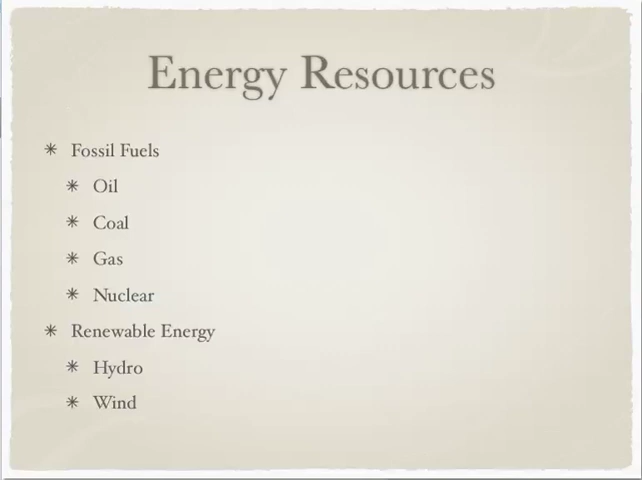 Energy Resources
Fossil Fuels
Oil
Coal
Gas
Nuclear
Renewable Energy
Hydro
Wind